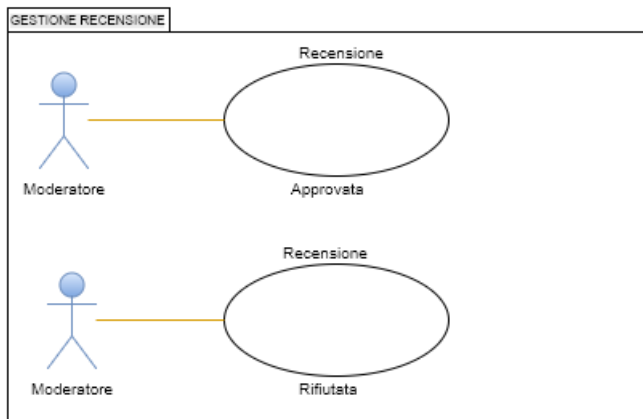 GESTIONE RECENSIONE
Recensione
Moderatore
Approvata
Recensione
Moderatore
Rifiutata